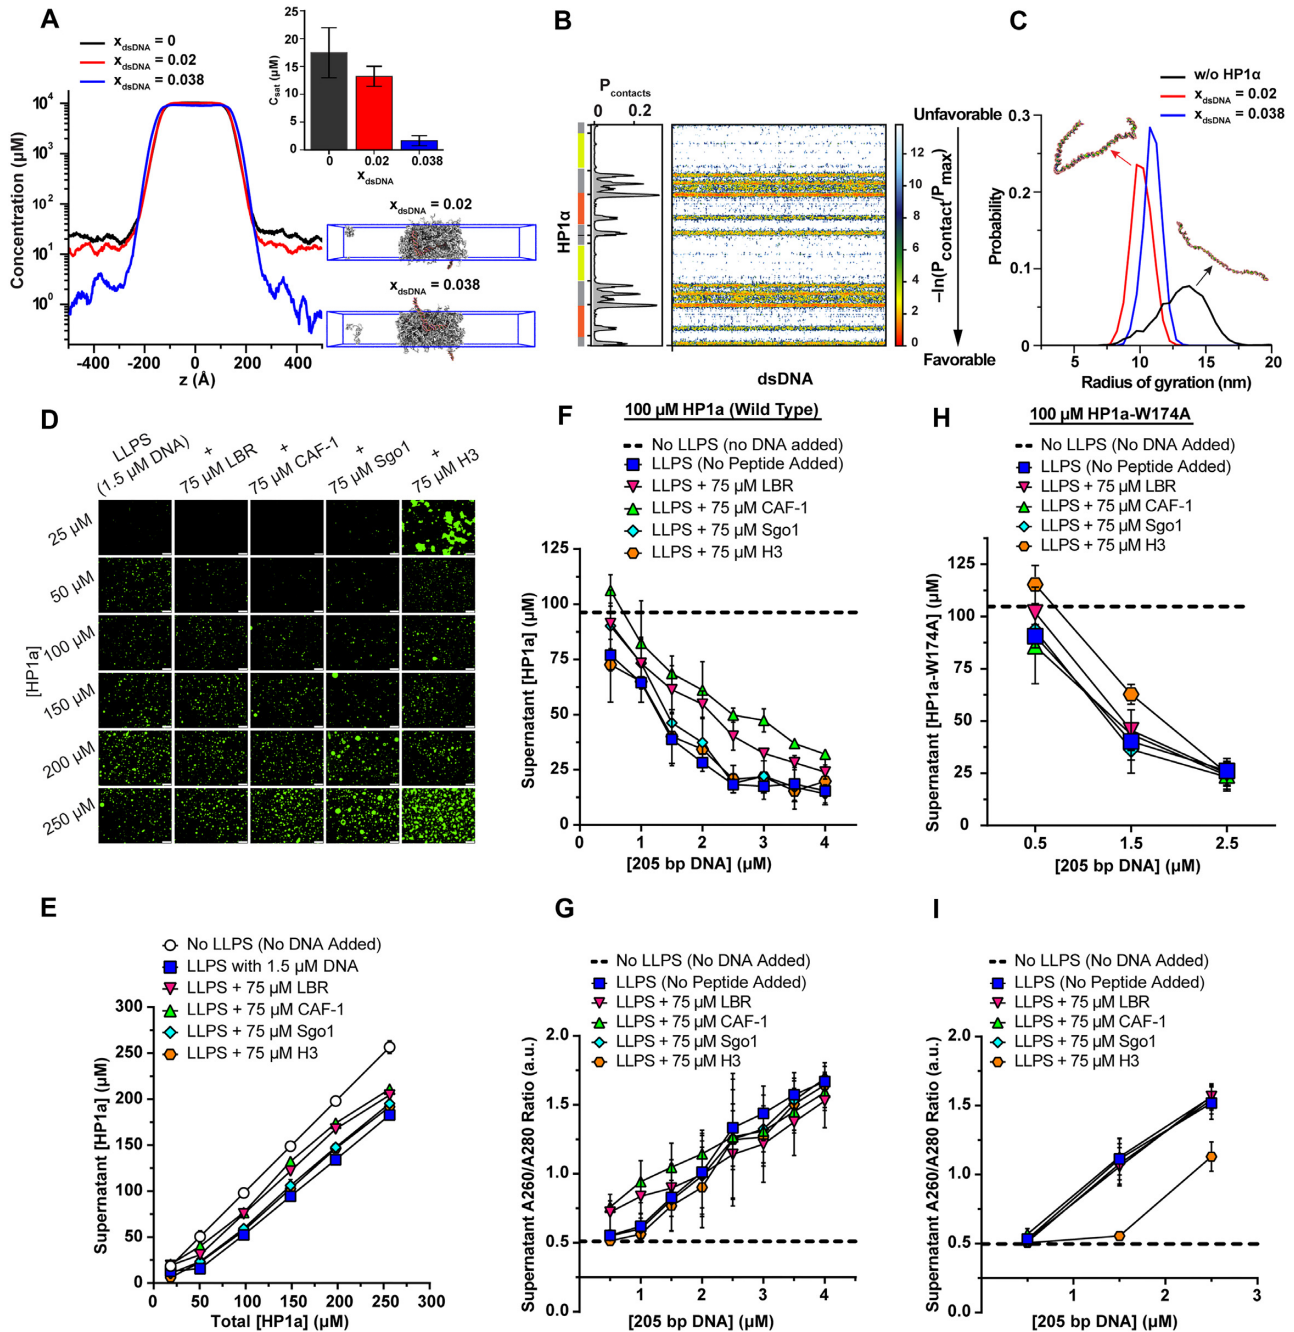 A
x dsDNA = 0
x dsDNA = 0.02
x dsDNA = 0.038
Concentration (µM)
10^4
10^3
10^2
10^1
10^0
-400 -200 0 200 400
z (Å)
C sat (µM)
25
20
15
10
5
0
0 0.02 0.038
x dsDNA
x dsDNA = 0.02
x dsDNA = 0.038
B
P contacts
0 0.2
HP1α
dsDNA
12
10
8
6
4
2
0
–ln(P contact/P max)
Unfavorable
Favorable
C
w/o HP1α
x dsDNA = 0.02
x dsDNA = 0.038
Probability
0.3
0.2
0.1
0
5 10 15 20
Radius of gyration (nm)
D
LLPS
(1.5 µM DNA)
+
75 µM LBR
+
75 µM CAF-1
+
75 µM Sgo1
+
75 µM H3
[HP1a]
25 µM
50 µM
100 µM
150 µM
200 µM
250 µM
E
No LLPS (No DNA Added)
LLPS with 1.5 µM DNA
LLPS + 75 µM LBR
LLPS + 75 µM CAF-1
LLPS + 75 µM Sgo1
LLPS + 75 µM H3
Supernatant [HP1a] (µM)
300
250
200
150
100
50
0
0 50 100 150 200 250 300
Total [HP1a] (µM)
F
100 µM HP1a (Wild Type)
No LLPS (no DNA added)
LLPS (No Peptide Added)
LLPS + 75 µM LBR
LLPS + 75 µM CAF-1
LLPS + 75 µM Sgo1
LLPS + 75 µM H3
Supernatant [HP1a] (µM)
125
100
75
50
25
0
0 1 2 3 4
[205 bp DNA] (µM)
G
No LLPS (No DNA Added)
LLPS (No Peptide Added)
LLPS + 75 µM LBR
LLPS + 75 µM CAF-1
LLPS + 75 µM Sgo1
LLPS + 75 µM H3
Supernatant A260/A280 Ratio (a.u.)
2.0
1.5
1.0
0.5
0.0
0 1 2 3 4
[205 bp DNA] (µM)
H
100 µM HP1a-W174A
No LLPS (No DNA Added)
LLPS (No Peptide Added)
LLPS + 75 µM LBR
LLPS + 75 µM CAF-1
LLPS + 75 µM Sgo1
LLPS + 75 µM H3
Supernatant [HP1a-W174A] (µM)
125
100
75
50
25
0
0.5 1.5 2.5
[205 bp DNA] (µM)
I
No LLPS (No DNA Added)
LLPS (No Peptide Added)
LLPS + 75 µM LBR
LLPS + 75 µM CAF-1
LLPS + 75 µM Sgo1
LLPS + 75 µM H3
Supernatant A260/A280 Ratio (a.u.)
2.0
1.5
1.0
0.5
0.0
1 2 3
[205 bp DNA] (µM)